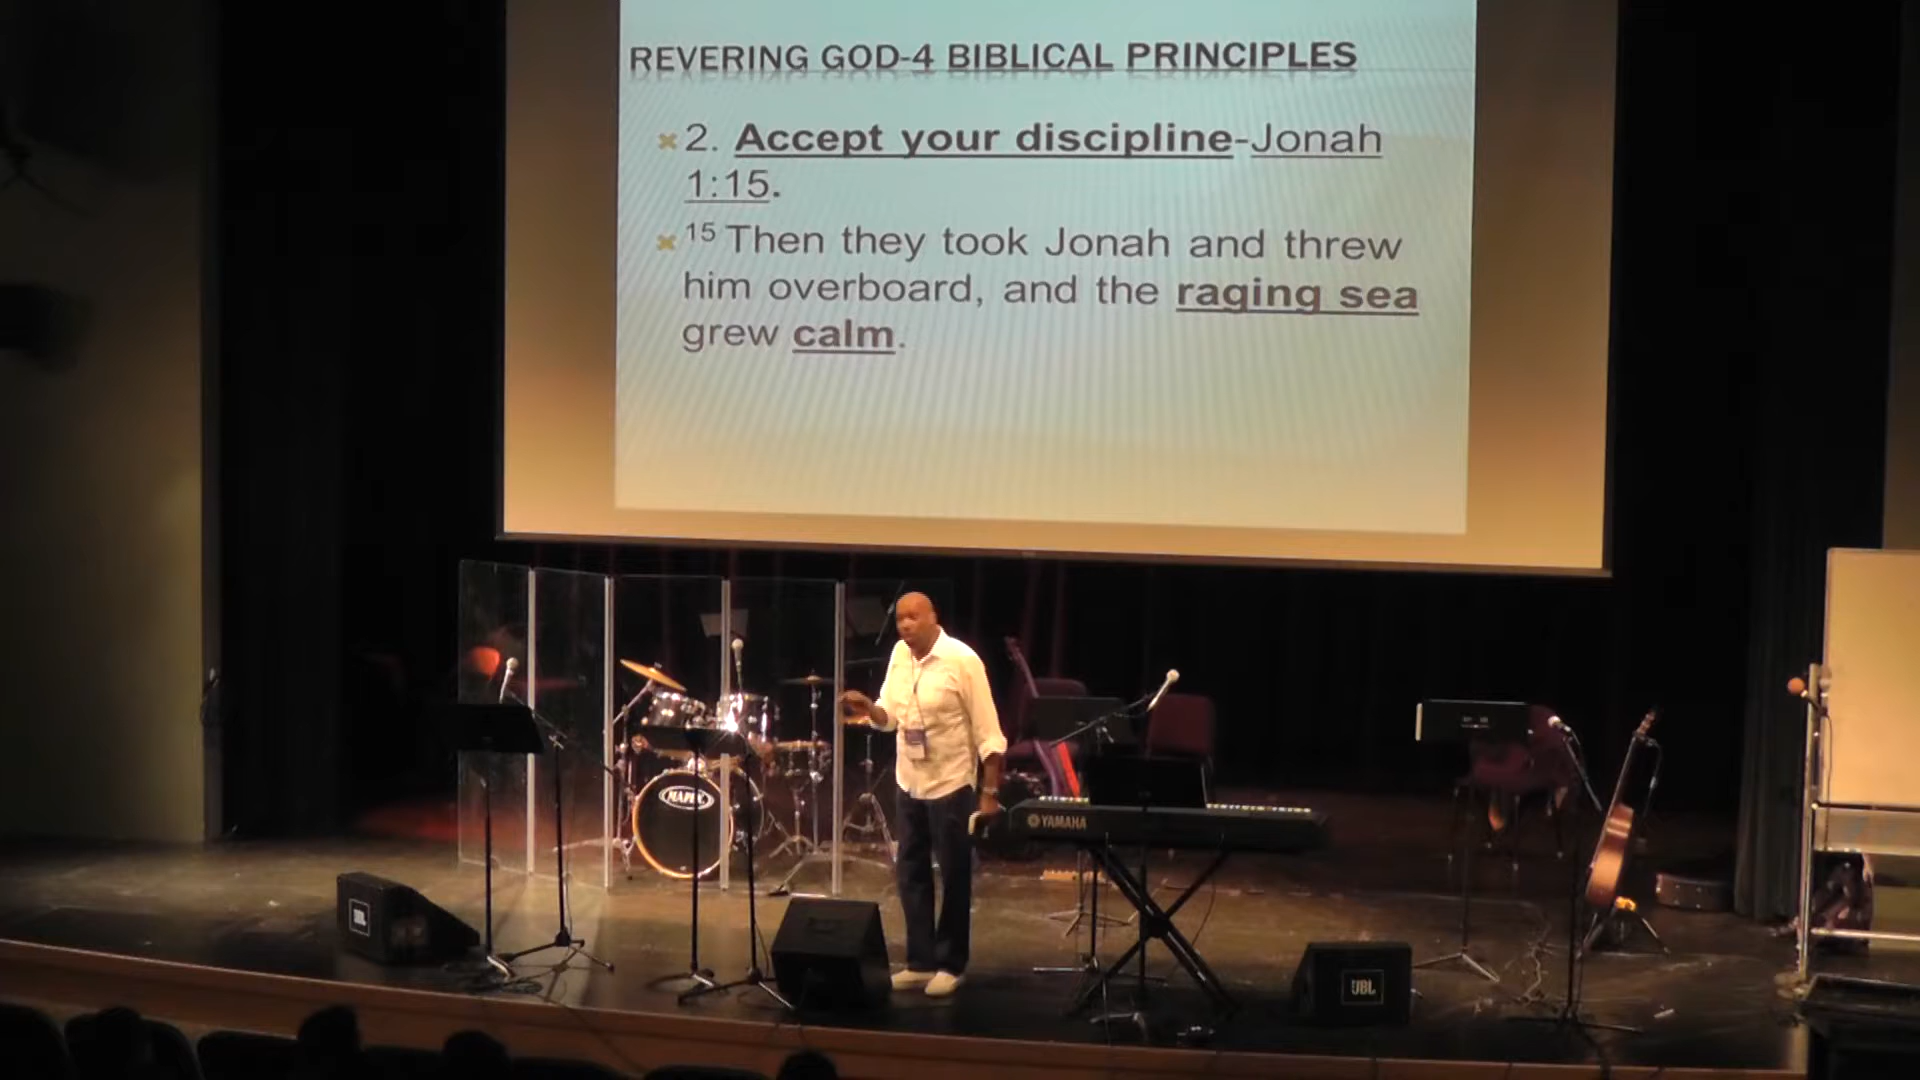 REVERING GOD-4 BIBLICAL PRINCIPLES
2. Accept your discipline-Jonah
1:15.
15 Then they took Jonah and threw
him overboard, and the raging sea
grew calm.
MAPEX
YAMAHA
JBL
JBL